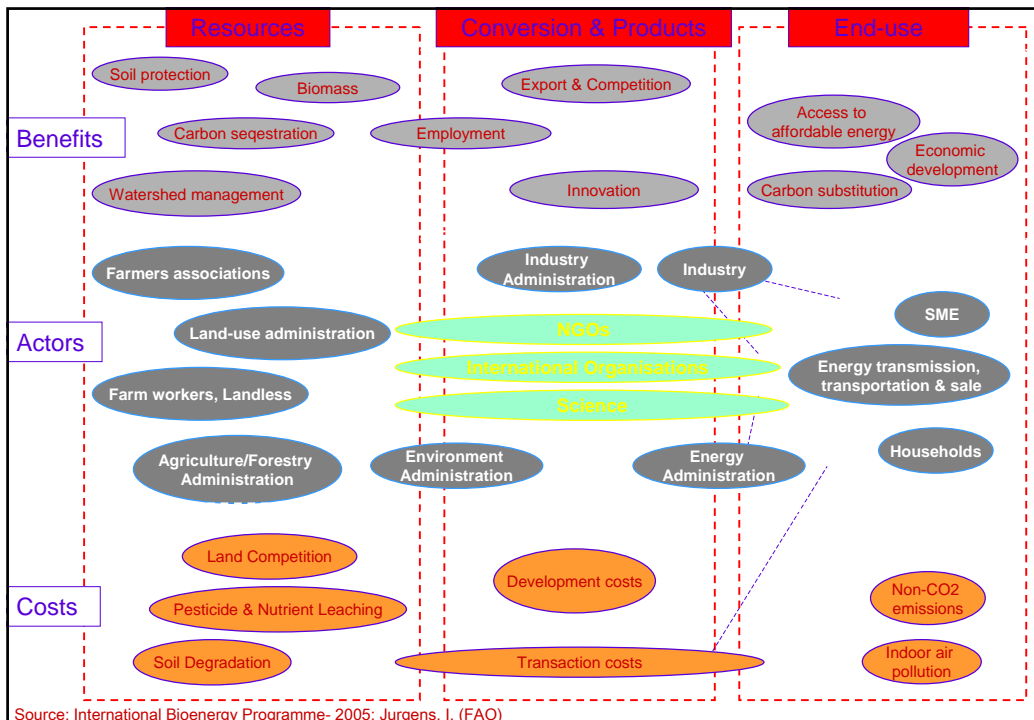 Resources
Conversion & Products
End-use
Benefits
Soil protection
Biomass
Carbon seqestration
Watershed management
Employment
Export & Competition
Innovation
Access to
affordable energy
Economic
development
Carbon substitution
Actors
Farmers associations
Land-use administration
Farm workers, Landless
Agriculture/Forestry
Administration
Industry
Administration
Industry
NGOs
International Organisations
Science
Environment
Administration
Energy
Administration
SME
Energy transmission,
transportation & sale
Households
Costs
Land Competition
Pesticide & Nutrient Leaching
Soil Degradation
Development costs
Transaction costs
Non-CO2
emissions
Indoor air
pollution
Source: International Bioenergy Programme- 2005; Jurgens, I. (FAO)